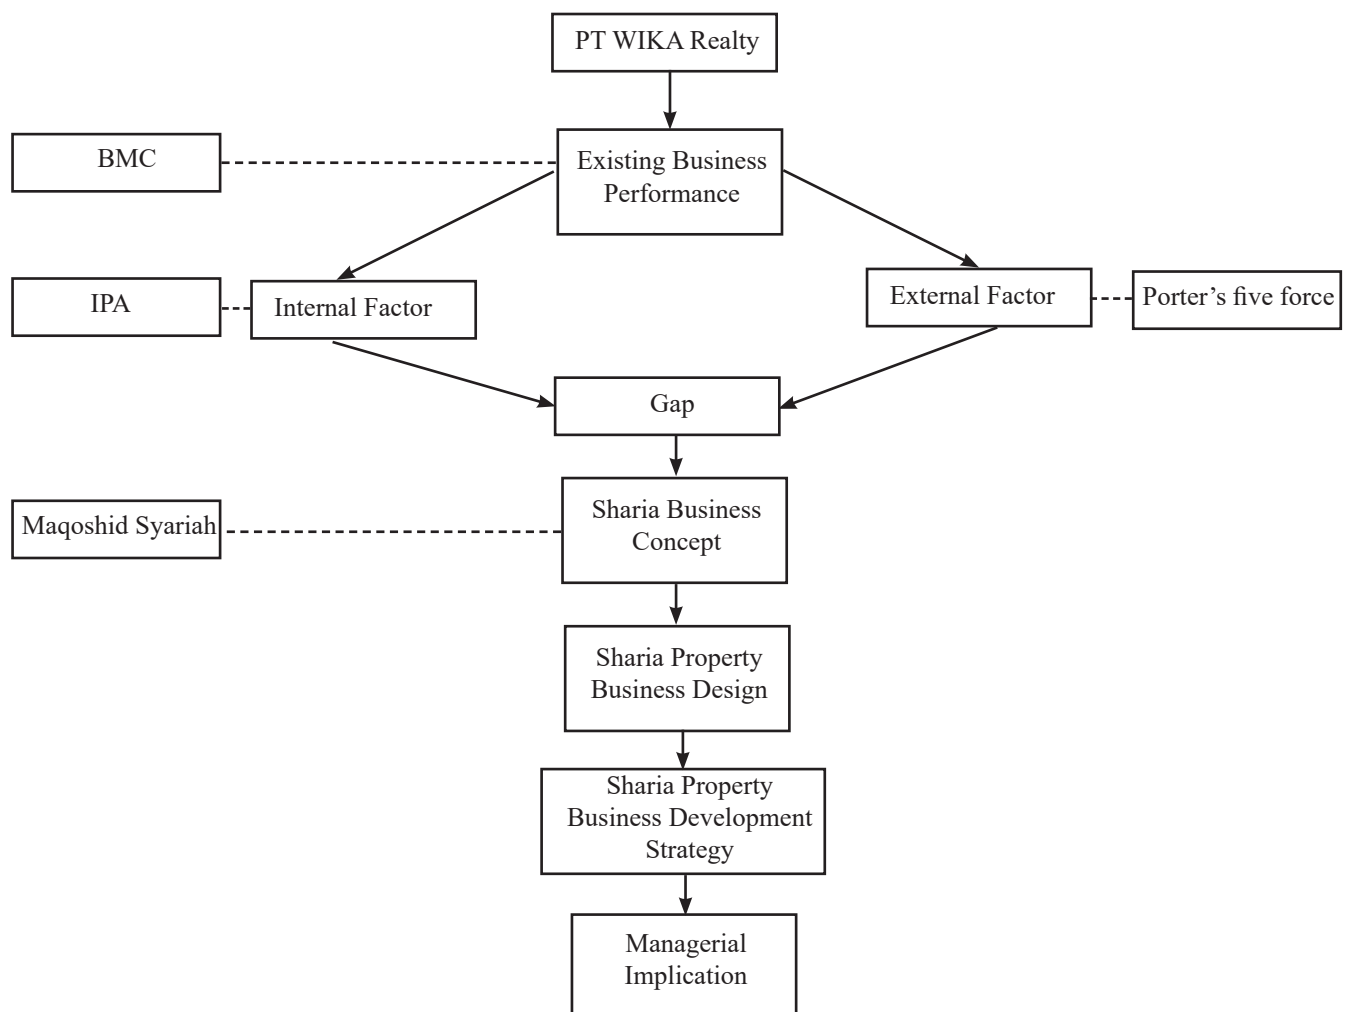 PT WIKA Realty
BMC
Existing Business
Performance
IPA
Internal Factor
External Factor
Porter’s five force
Gap
Maqoshid Syariah
Sharia Business
Concept
Sharia Property
Business Design
Sharia Property
Business Development
Strategy
Managerial
Implication